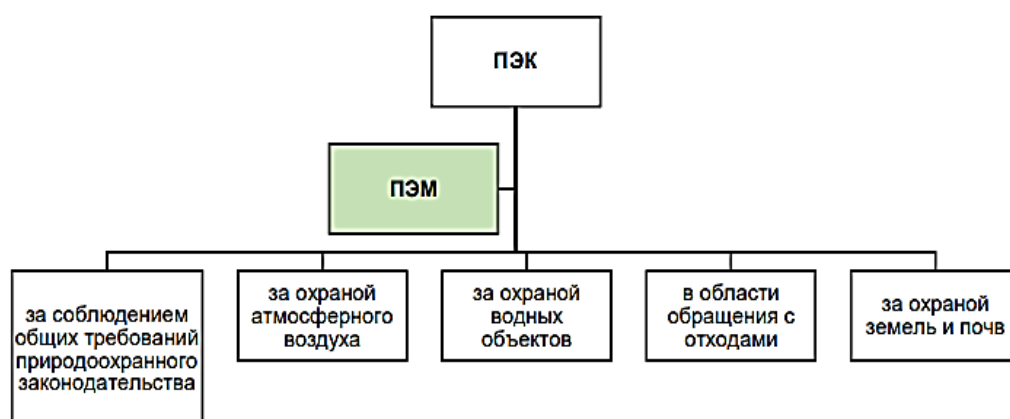 ПЭК
ПЭМ
за соблюдением
общих требований
природоохранного
законодательства
за охраной
атмосферного
воздуха
за охраной
водных
объектов
в области
обращения с
отходами
за охраной
земель и почв